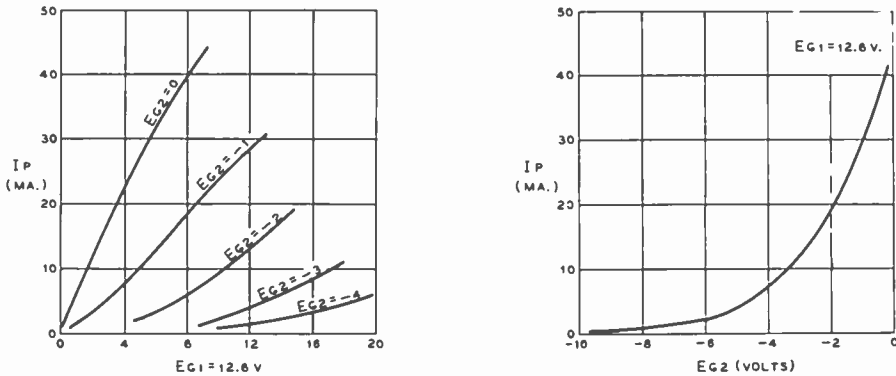 50
40
30
20
10
0
IP
(MA.)
EG2=0
EG2=-1
EG2=-2
EG2=-3
EG2=-4
0 4 8 12 16 20
EG1=12.6 V
50
40
30
20
10
0
IP
(MA.)
EG1=12.6 V.
-10 -8 -6 -4 -2 0
EG2 (VOLTS)